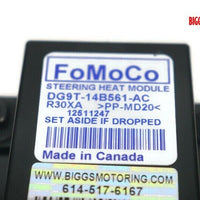 BIGGS
FoMoCo
STEERING HEAT MODULE
DG9T-14B561-AC
R30XA >PP-MD20<
12511247
SET ASIDE IF DROPPED
Made in Canada
WWW.BIGGSMOTORING.COM
614-517-6167